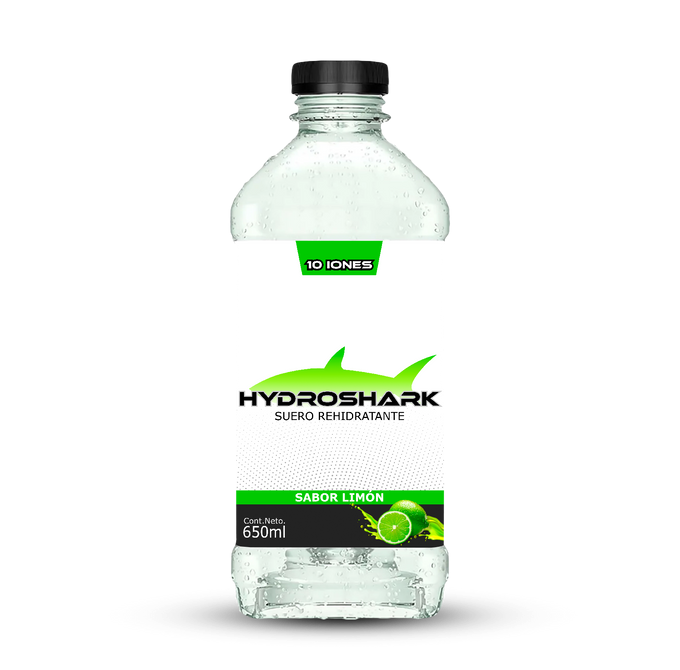 10 IONES
HYDROSHARK
SUERO REHIDRATANTE
SABOR LIMÓN
Cont.Neto.
650ml